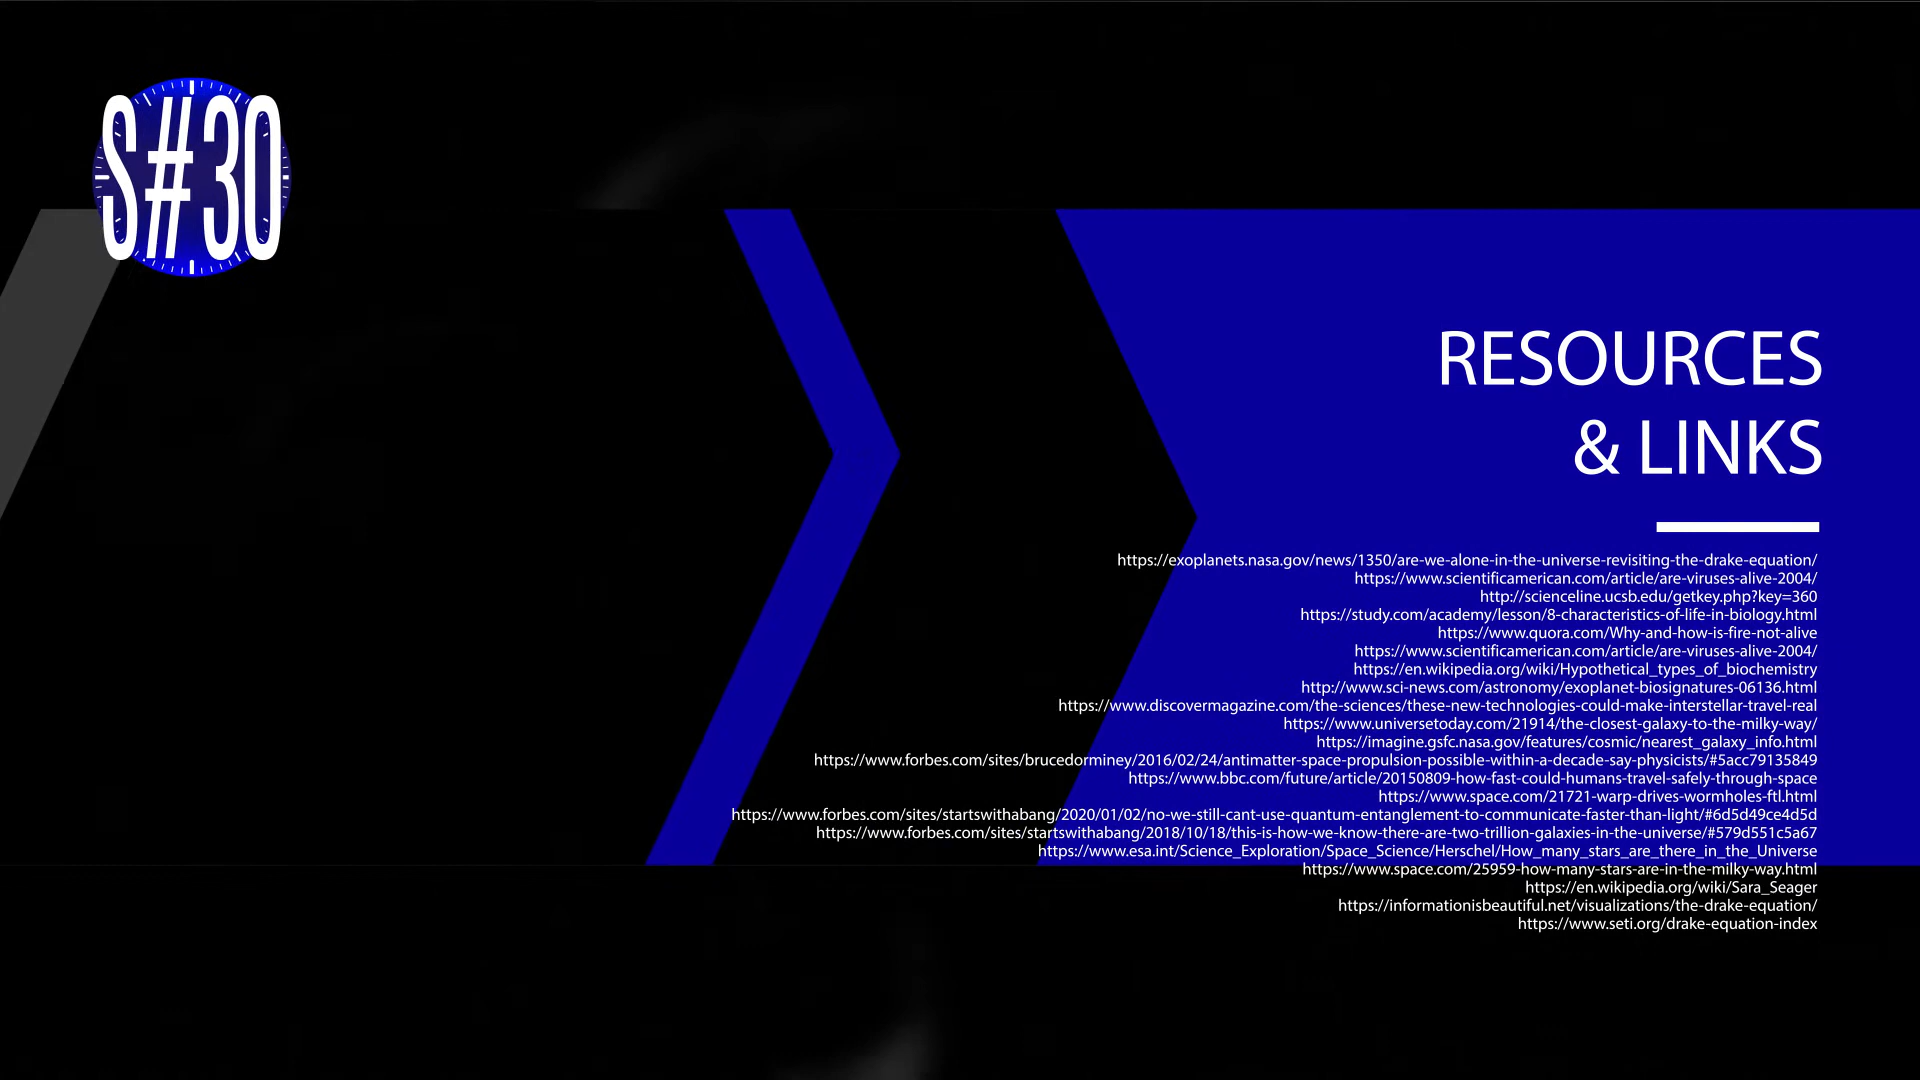 S#30
RESOURCES
& LINKS
https://exoplanets.nasa.gov/news/1350/are-we-alone-in-the-universe-revisiting-the-drake-equation/
https://www.scientificamerican.com/article/are-viruses-alive-2004/
http://scienceline.ucsb.edu/getkey.php?key=360
https://study.com/academy/lesson/8-characteristics-of-life-in-biology.html
https://www.quora.com/Why-and-how-is-fire-not-alive
https://www.scientificamerican.com/article/are-viruses-alive-2004/
https://en.wikipedia.org/wiki/Hypothetical_types_of_biochemistry
http://www.sci-news.com/astronomy/exoplanet-biosignatures-06136.html
https://www.discovermagazine.com/the-sciences/these-new-technologies-could-make-interstellar-travel-real
https://www.universetoday.com/21914/the-closest-galaxy-to-the-milky-way/
https://imagine.gsfc.nasa.gov/features/cosmic/nearest_galaxy_info.html
https://www.forbes.com/sites/brucedorminey/2016/02/24/antimatter-space-propulsion-possible-within-a-decade-say-physicists/#5acc79135849
https://www.bbc.com/future/article/20150809-how-fast-could-humans-travel-safely-through-space
https://www.space.com/21721-warp-drives-wormholes-ftl.html
https://www.forbes.com/sites/startswithabang/2020/01/02/no-we-still-cant-use-quantum-entanglement-to-communicate-faster-than-light/#6d5d49ce4d5d
https://www.forbes.com/sites/startswithabang/2018/10/18/this-is-how-we-know-there-are-two-trillion-galaxies-in-the-universe/#579d551c5a67
https://www.esa.int/Science_Exploration/Space_Science/Herschel/How_many_stars_are_there_in_the_Universe
https://www.space.com/25959-how-many-stars-are-in-the-milky-way.html
https://en.wikipedia.org/wiki/Sara_Seager
https://informationisbeautiful.net/visualizations/the-drake-equation/
https://www.seti.org/drake-equation-index